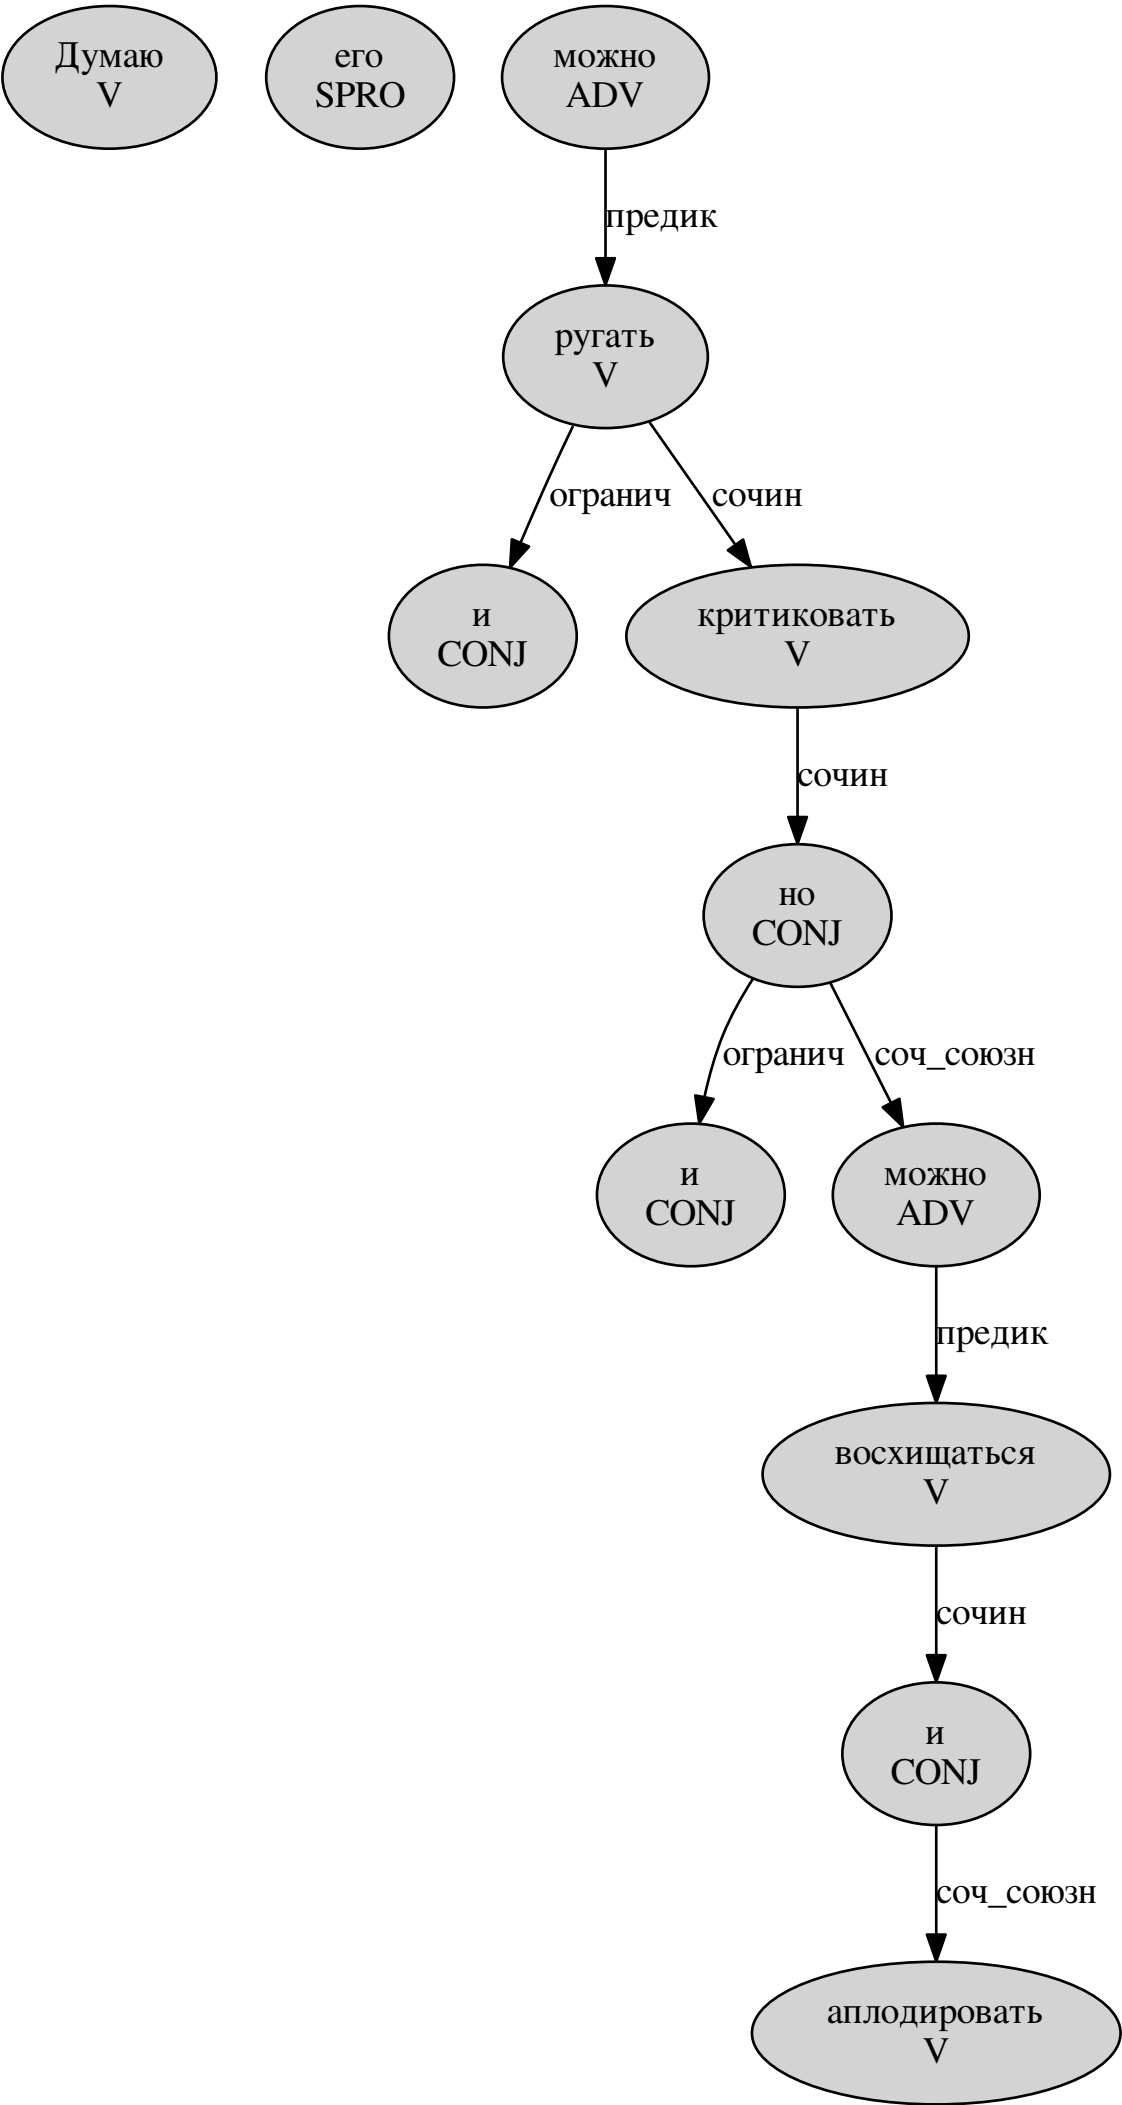 Думаю
V
его
SPRO
можно
ADV
предик
ругать
V
огранич
сочин
и
CONJ
критиковать
V
сочин
но
CONJ
огранич
соч_союзн
и
CONJ
можно
ADV
предик
восхищаться
V
сочин
и
CONJ
соч_союзн
аплодировать
V